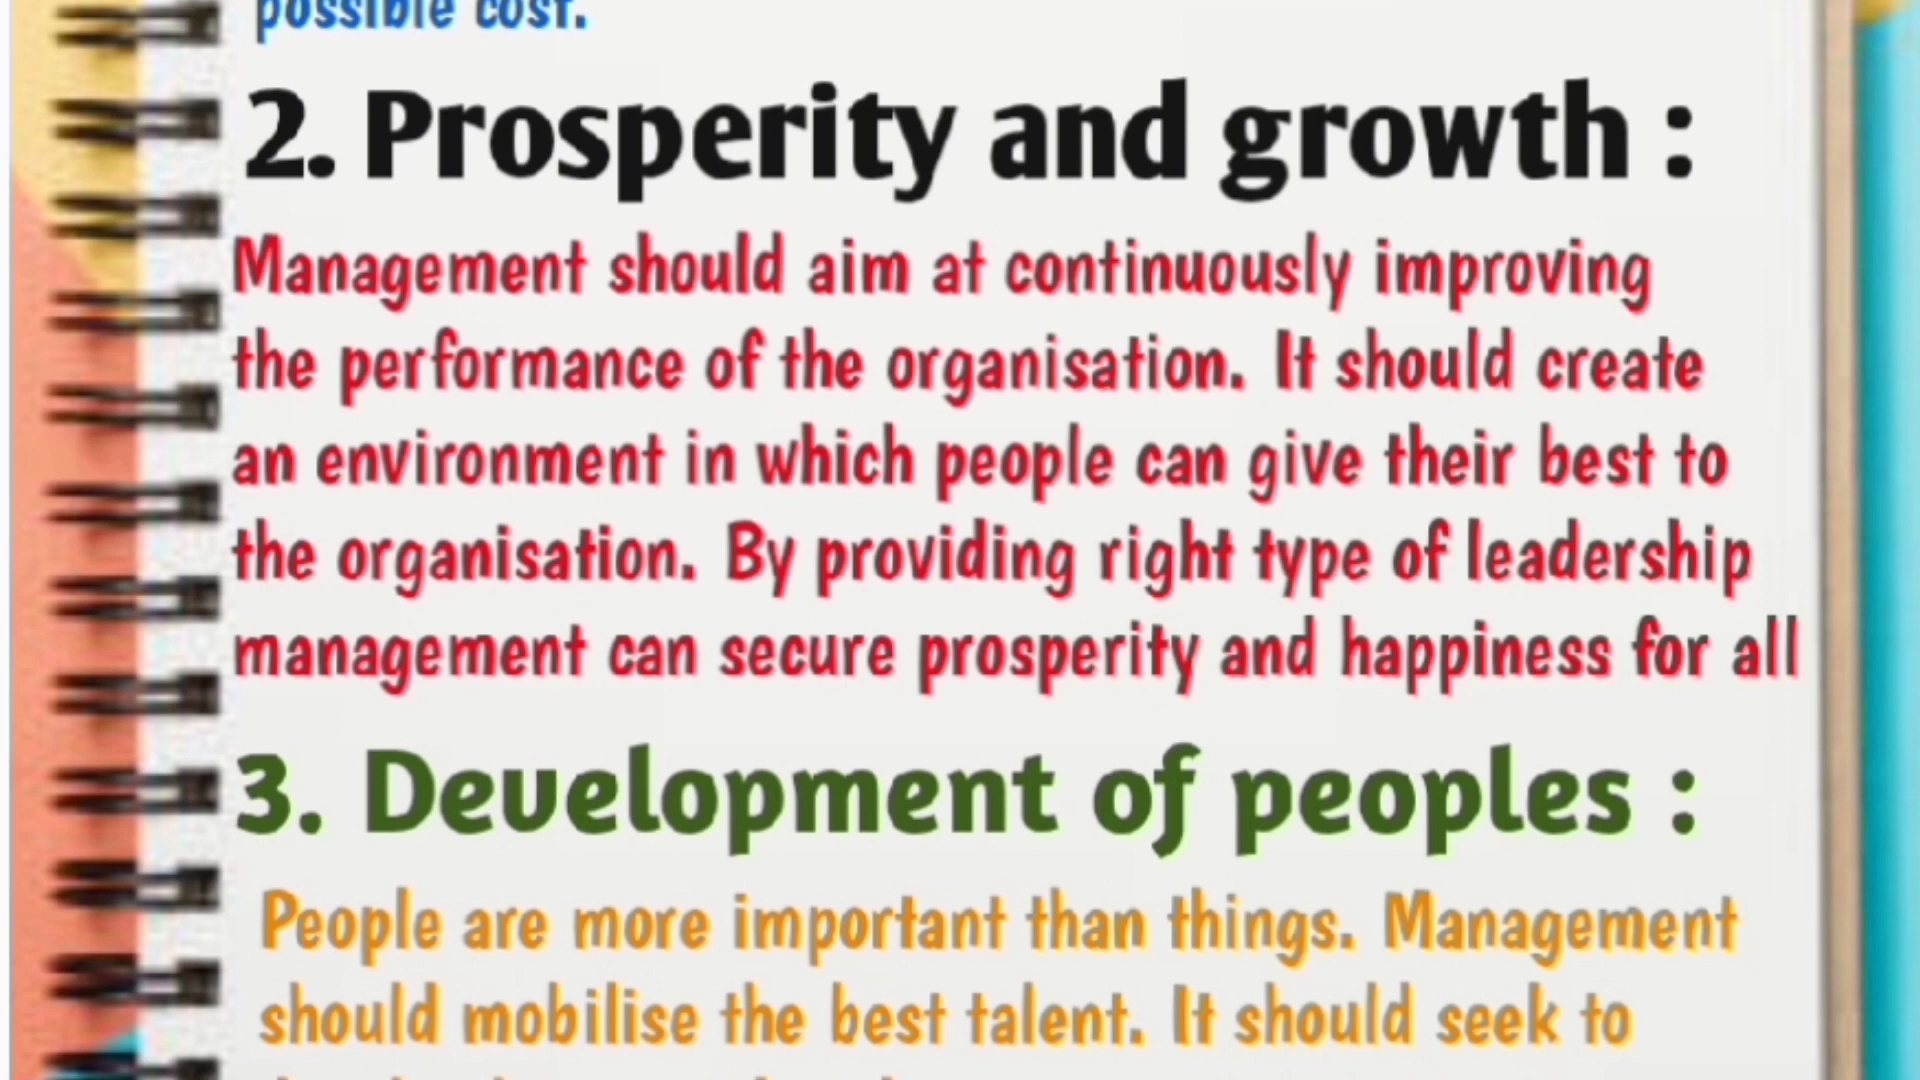 possible cost.
2. Prosperity and growth :
Management should aim at continuously improving
the performance of the organisation. It should create
an environment in which people can give their best to
the organisation. By providing right type of leadership
management can secure prosperity and happiness for all
3. Development of peoples :
People are more important than things. Management
should mobilise the best talent. It should seek to